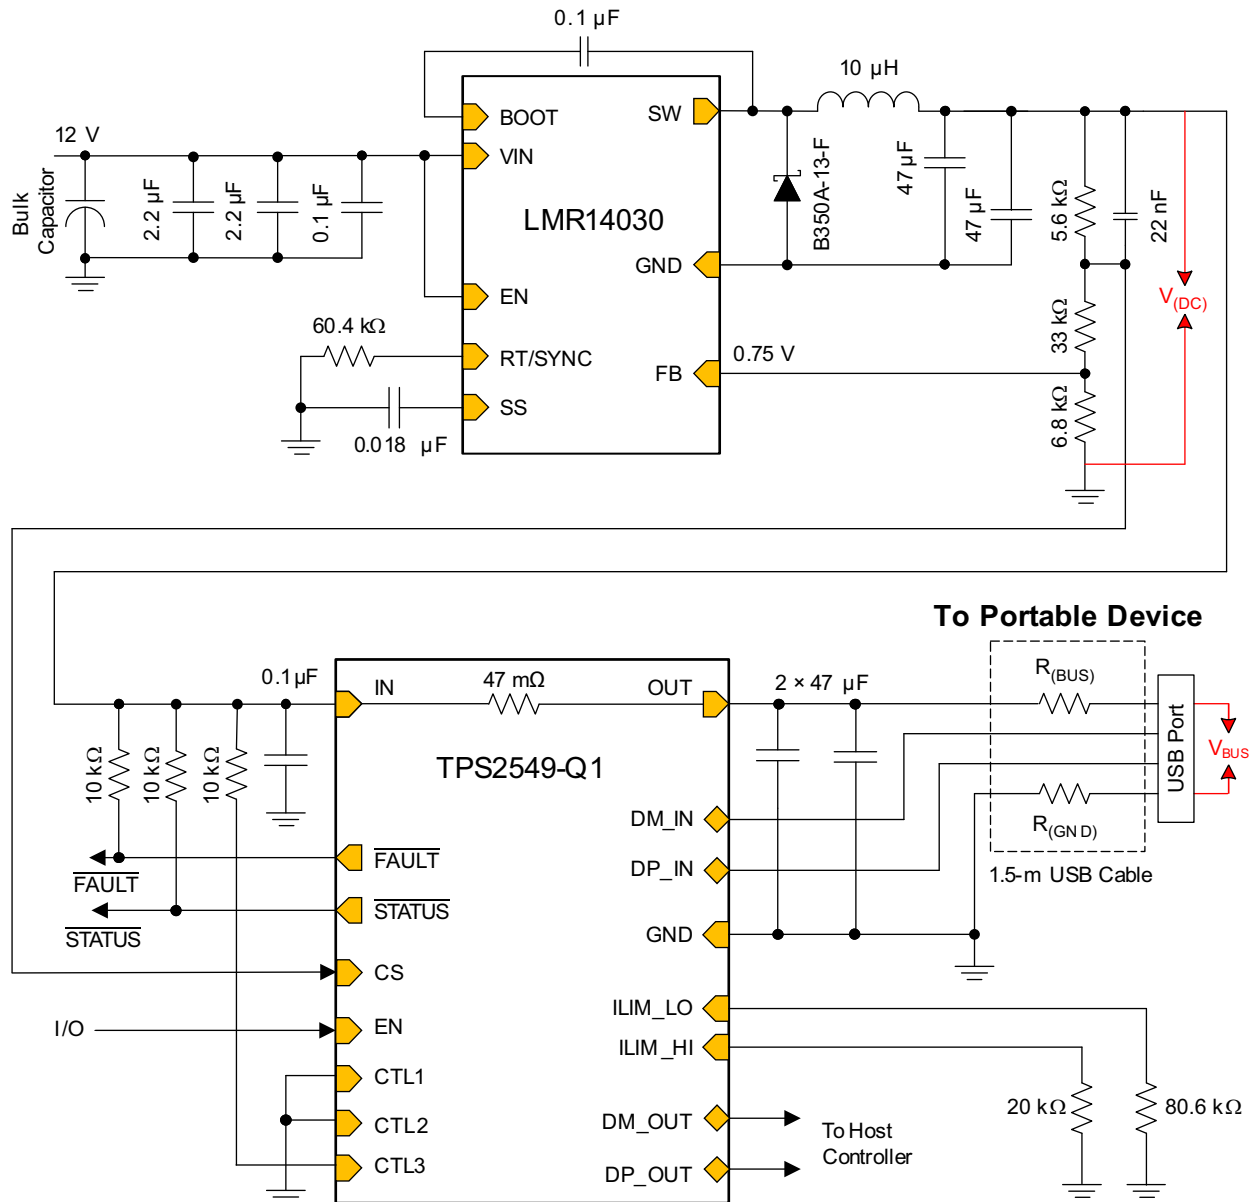 0.1 µF
10 µH
BOOT
SW
12 V
VIN
Bulk
Capacitor
2.2 µF
2.2 µF
0.1 µF
LMR14030
B350A-13-F
47 µF
47 µF
5.6 kΩ
22 nF
GND
EN
V(DC)
60.4 kΩ
33 kΩ
RT/SYNC
FB
0.75 V
SS
0.018 µF
6.8 kΩ
To Portable Device
0.1 µF
IN
47 mΩ
OUT
2 × 47 µF
R(BUS)
10 kΩ
10 kΩ
10 kΩ
TPS2549-Q1
USB Port
VBUS
DM_IN
R(GND)
FAULT
FAULT
DP_IN
1.5-m USB Cable
STATUS
STATUS
GND
CS
ILIM_LO
I/O
EN
ILIM_HI
CTL1
20 kΩ
80.6 kΩ
CTL2
DM_OUT
To Host
Controller
CTL3
DP_OUT